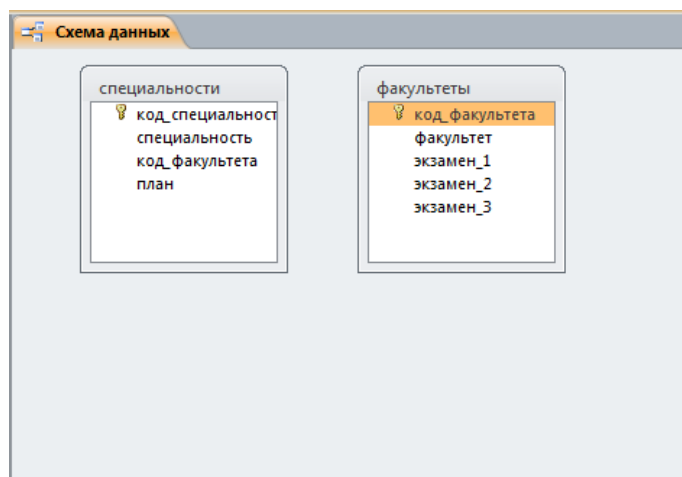 Схема данных
специальности
код_специальност
специальность
код_факультета
план
факультеты
код_факультета
факультет
экзамен_1
экзамен_2
экзамен_3